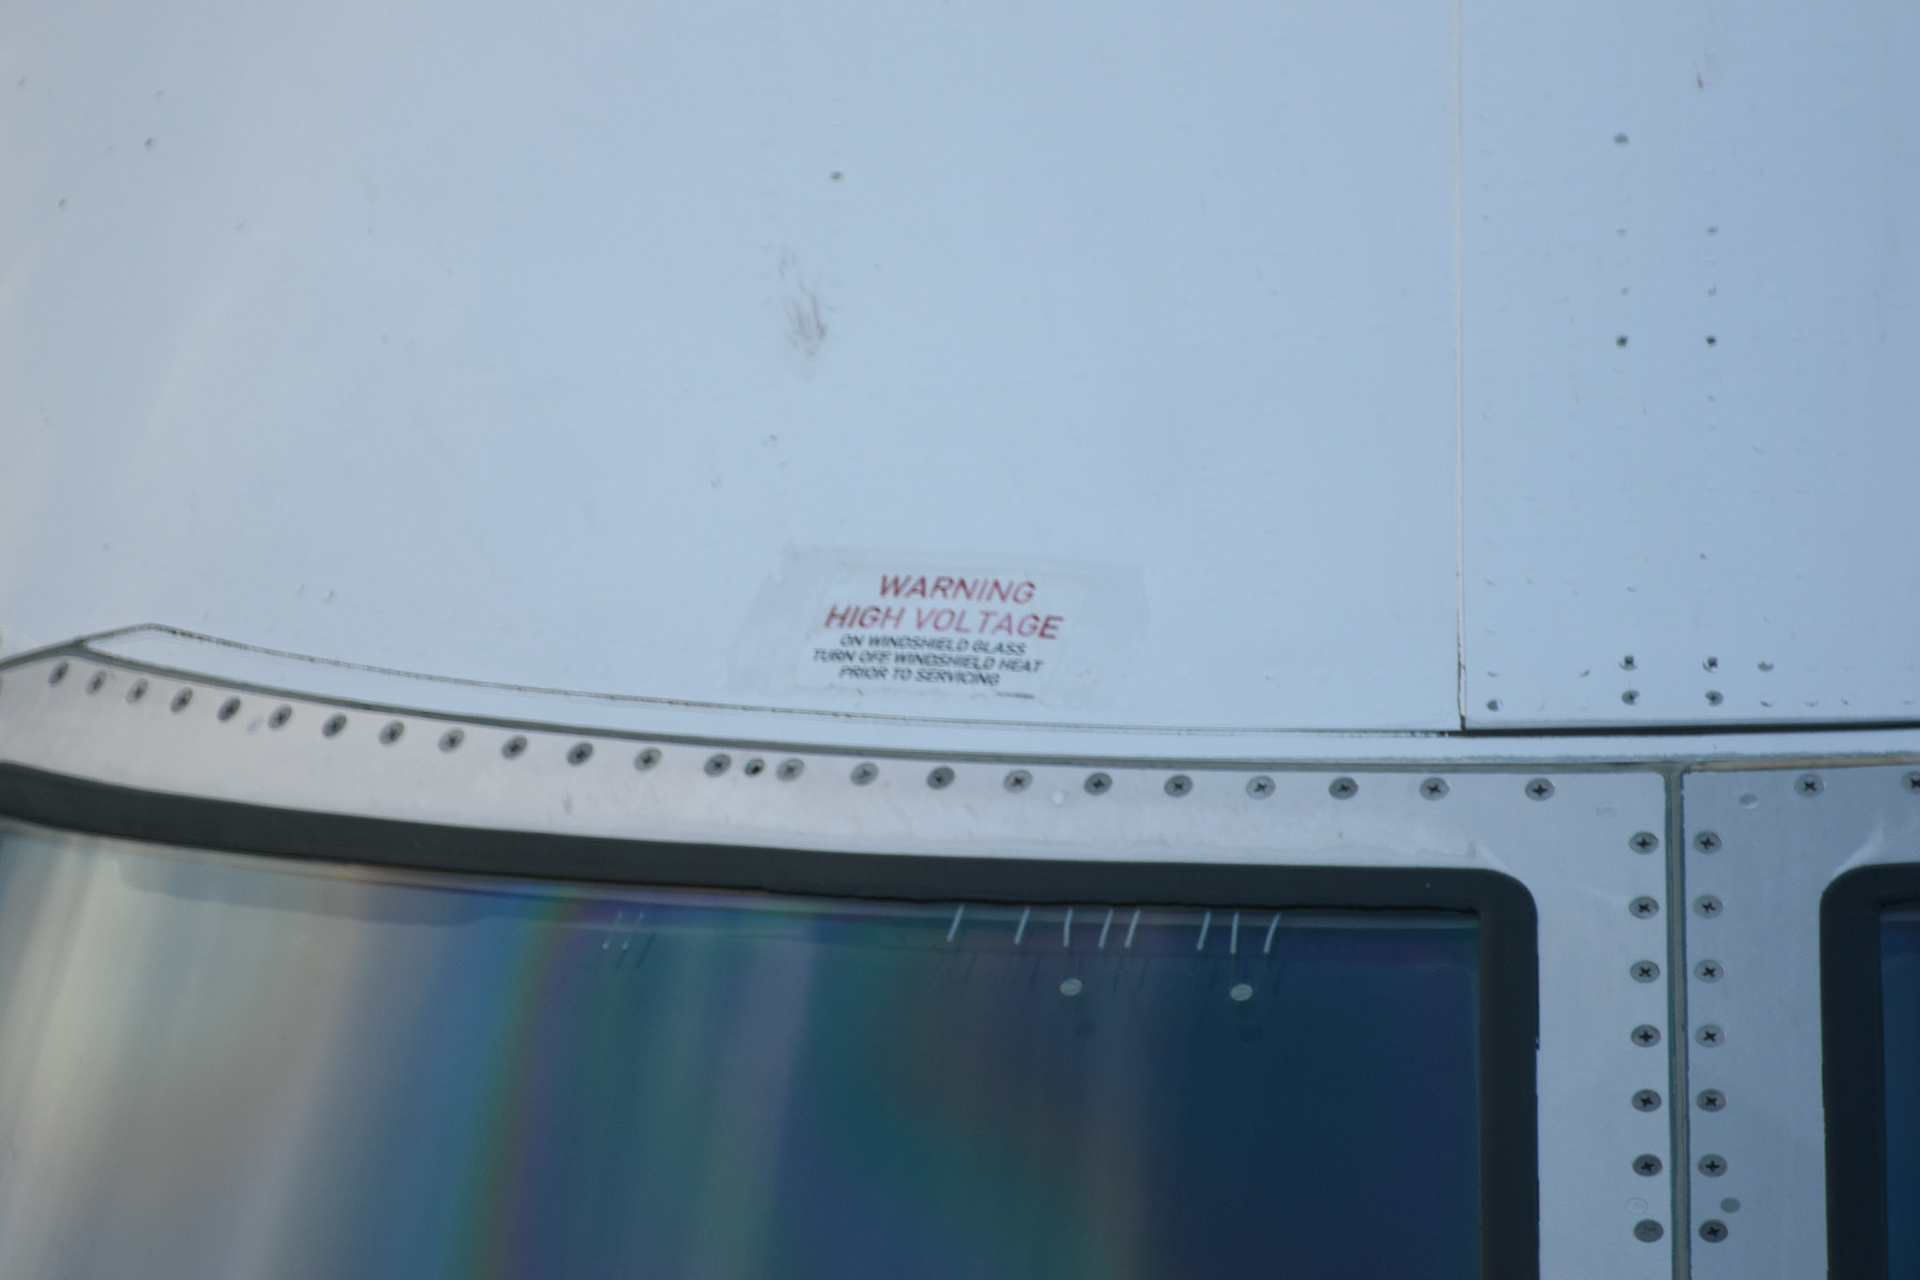 WARNING
HIGH VOLTAGE
ON WINDSHIELD GLASS
TURN OFF WINDSHIELD HEAT
PRIOR TO SERVICING